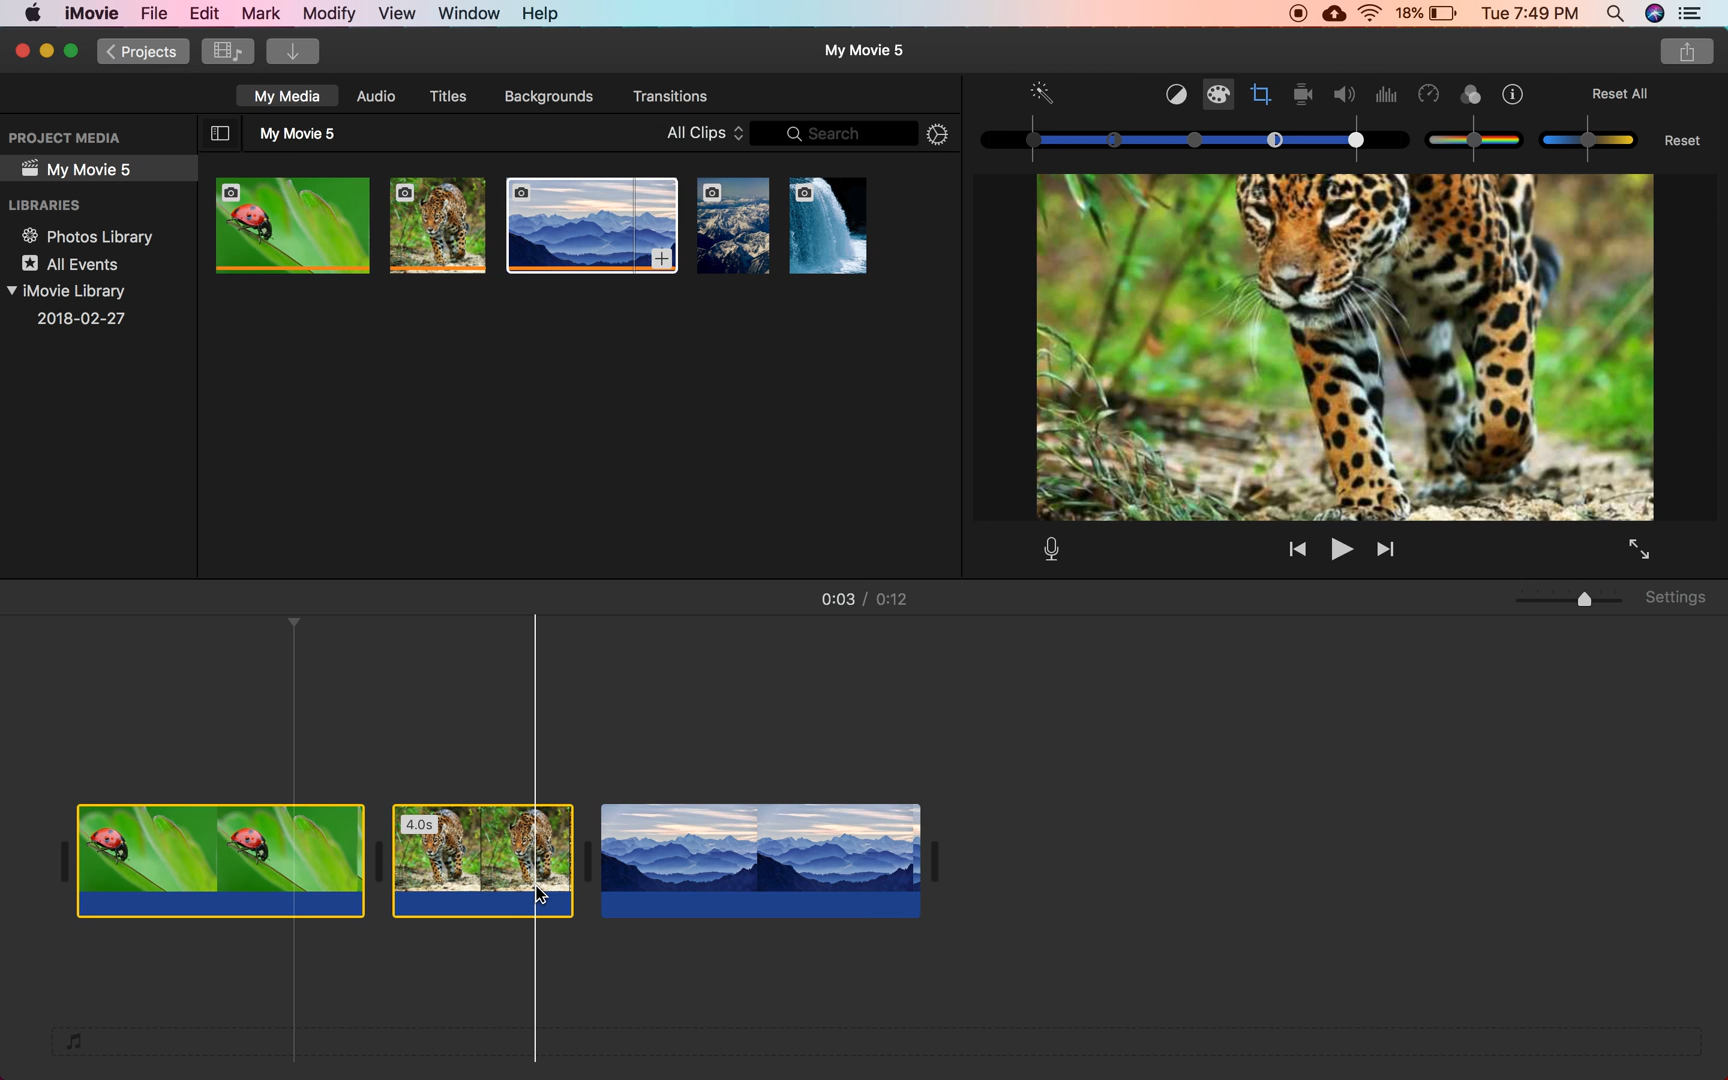 iMovie File Edit Mark Modify View Window Help 18% Tue 7:49 PM
Projects My Movie 5
My Media Audio Titles Backgrounds Transitions Reset All
PROJECT MEDIA My Movie 5 All Clips Search Reset
My Movie 5
LIBRARIES
Photos Library
All Events
iMovie Library
2018-02-27
0:03 / 0:12 Settings
4.0s